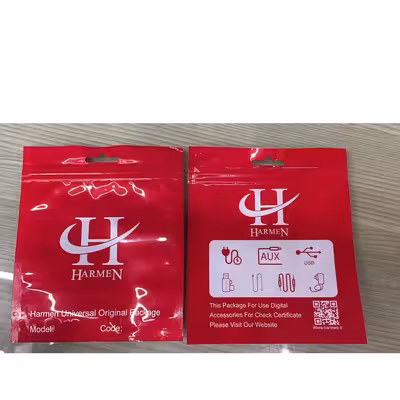 H
HARMEN
Harmen Universal Original Package
Model: Code:
H
HARMEN
AUX
USB
This Package For Use Digital
Accessories For Check Certificate
Please Visit Our Website